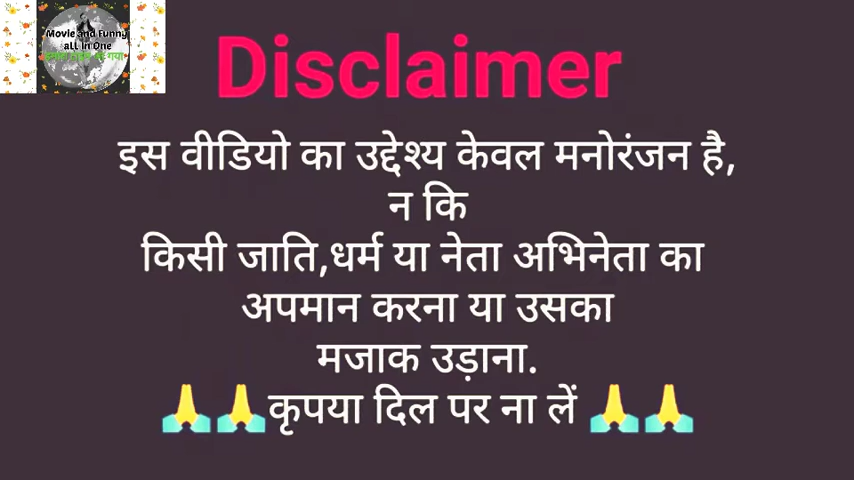 Movie and Funny
all in One
Disclaimer
इस वीडियो का उद्देश्य केवल मनोरंजन है,
न कि
किसी जाति,धर्म या नेता अभिनेता का
अपमान करना या उसका
मजाक उड़ाना.
🙏🙏कृपया दिल पर ना लें 🙏🙏